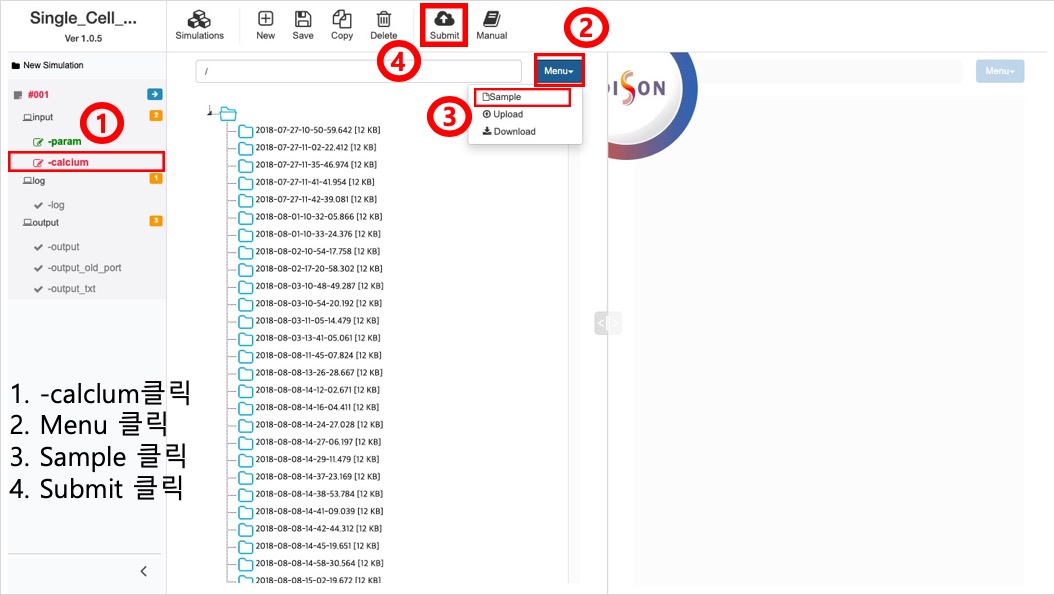 Single_Cell_...
Ver 1.0.5
Simulations
New
Save
Copy
Delete
Submit
Manual
New Simulation
#001
input
2
-param
-calcium
log
1
-log
output
3
-output
-output_old_port
-output_txt
1
2
3
4
/
Menu
Sample
Upload
Download
DISON
Menu
<|>
2018-07-27-10-50-59.642 [12 KB]
2018-07-27-11-02-22.412 [12 KB]
2018-07-27-11-35-46.974 [12 KB]
2018-07-27-11-41-41.954 [12 KB]
2018-07-27-11-42-39.081 [12 KB]
2018-08-01-10-32-05.866 [12 KB]
2018-08-01-10-33-24.376 [12 KB]
2018-08-02-10-54-17.758 [12 KB]
2018-08-02-17-20-58.302 [12 KB]
2018-08-03-10-48-49.287 [12 KB]
2018-08-03-10-54-20.192 [12 KB]
2018-08-03-11-05-14.479 [12 KB]
2018-08-03-13-41-05.061 [12 KB]
2018-08-08-11-45-07.824 [12 KB]
2018-08-08-13-26-28.667 [12 KB]
2018-08-08-14-12-02.671 [12 KB]
2018-08-08-14-16-04.411 [12 KB]
2018-08-08-14-24-27.028 [12 KB]
2018-08-08-14-27-06.197 [12 KB]
2018-08-08-14-29-11.479 [12 KB]
2018-08-08-14-37-23.169 [12 KB]
2018-08-08-14-38-53.784 [12 KB]
2018-08-08-14-41-09.039 [12 KB]
2018-08-08-14-42-44.312 [12 KB]
2018-08-08-14-45-19.651 [12 KB]
2018-08-08-14-58-30.564 [12 KB]
2018-08-08-15-02-19.672 [12 KB]
1. -calclum클릭
2. Menu 클릭
3. Sample 클릭
4. Submit 클릭